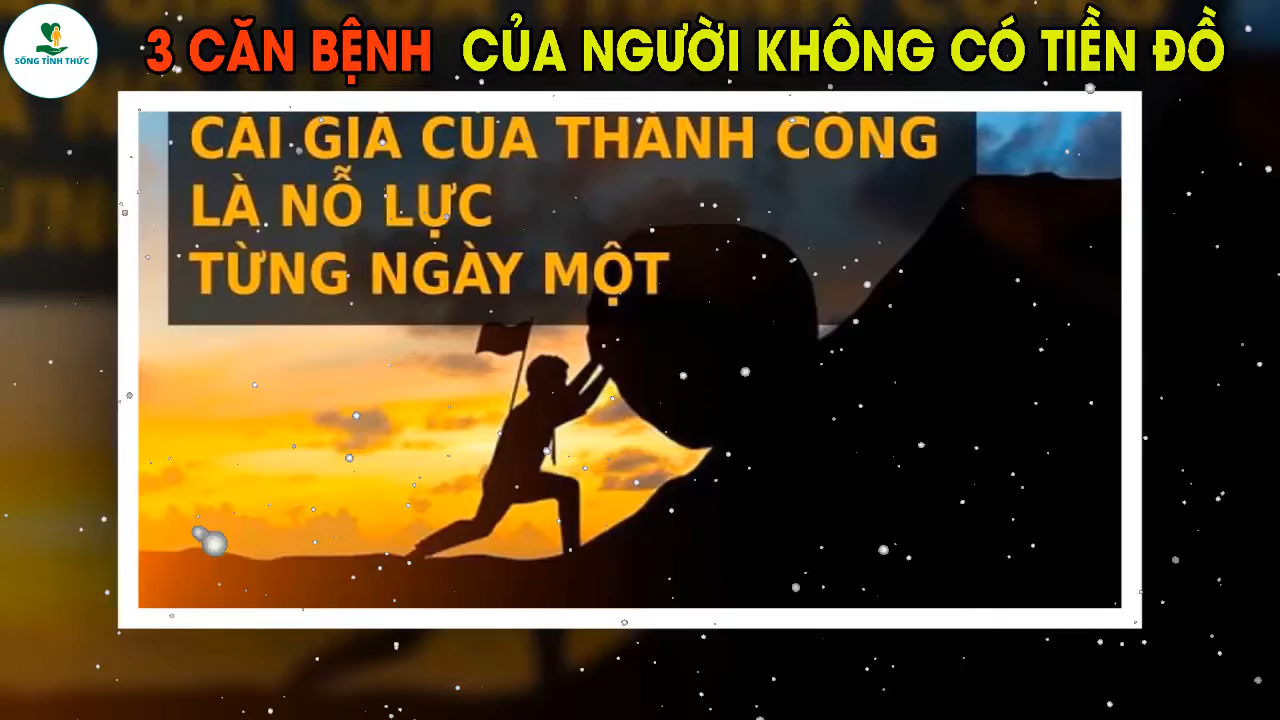 SỐNG TỈNH THỨC
3 CĂN BỆNH CỦA NGƯỜI KHÔNG CÓ TIỀN ĐỒ
CÁI GIÁ CỦA THÀNH CÔNG
LÀ NỖ LỰC
TỪNG NGÀY MỘT